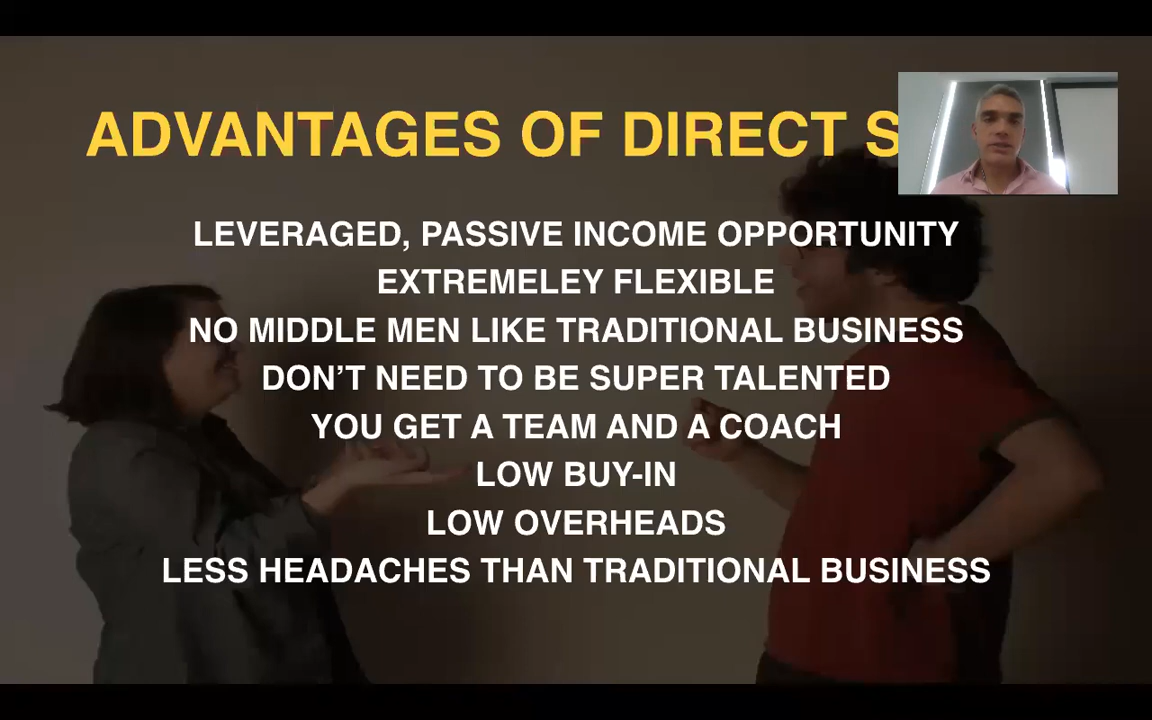 ADVANTAGES OF DIRECT
LEVERAGED, PASSIVE INCOME OPPORTUNITY
EXTREMELEY FLEXIBLE
NO MIDDLE MEN LIKE TRADITIONAL BUSINESS
DON’T NEED TO BE SUPER TALENTED
YOU GET A TEAM AND A COACH
LOW BUY-IN
LOW OVERHEADS
LESS HEADACHES THAN TRADITIONAL BUSINESS